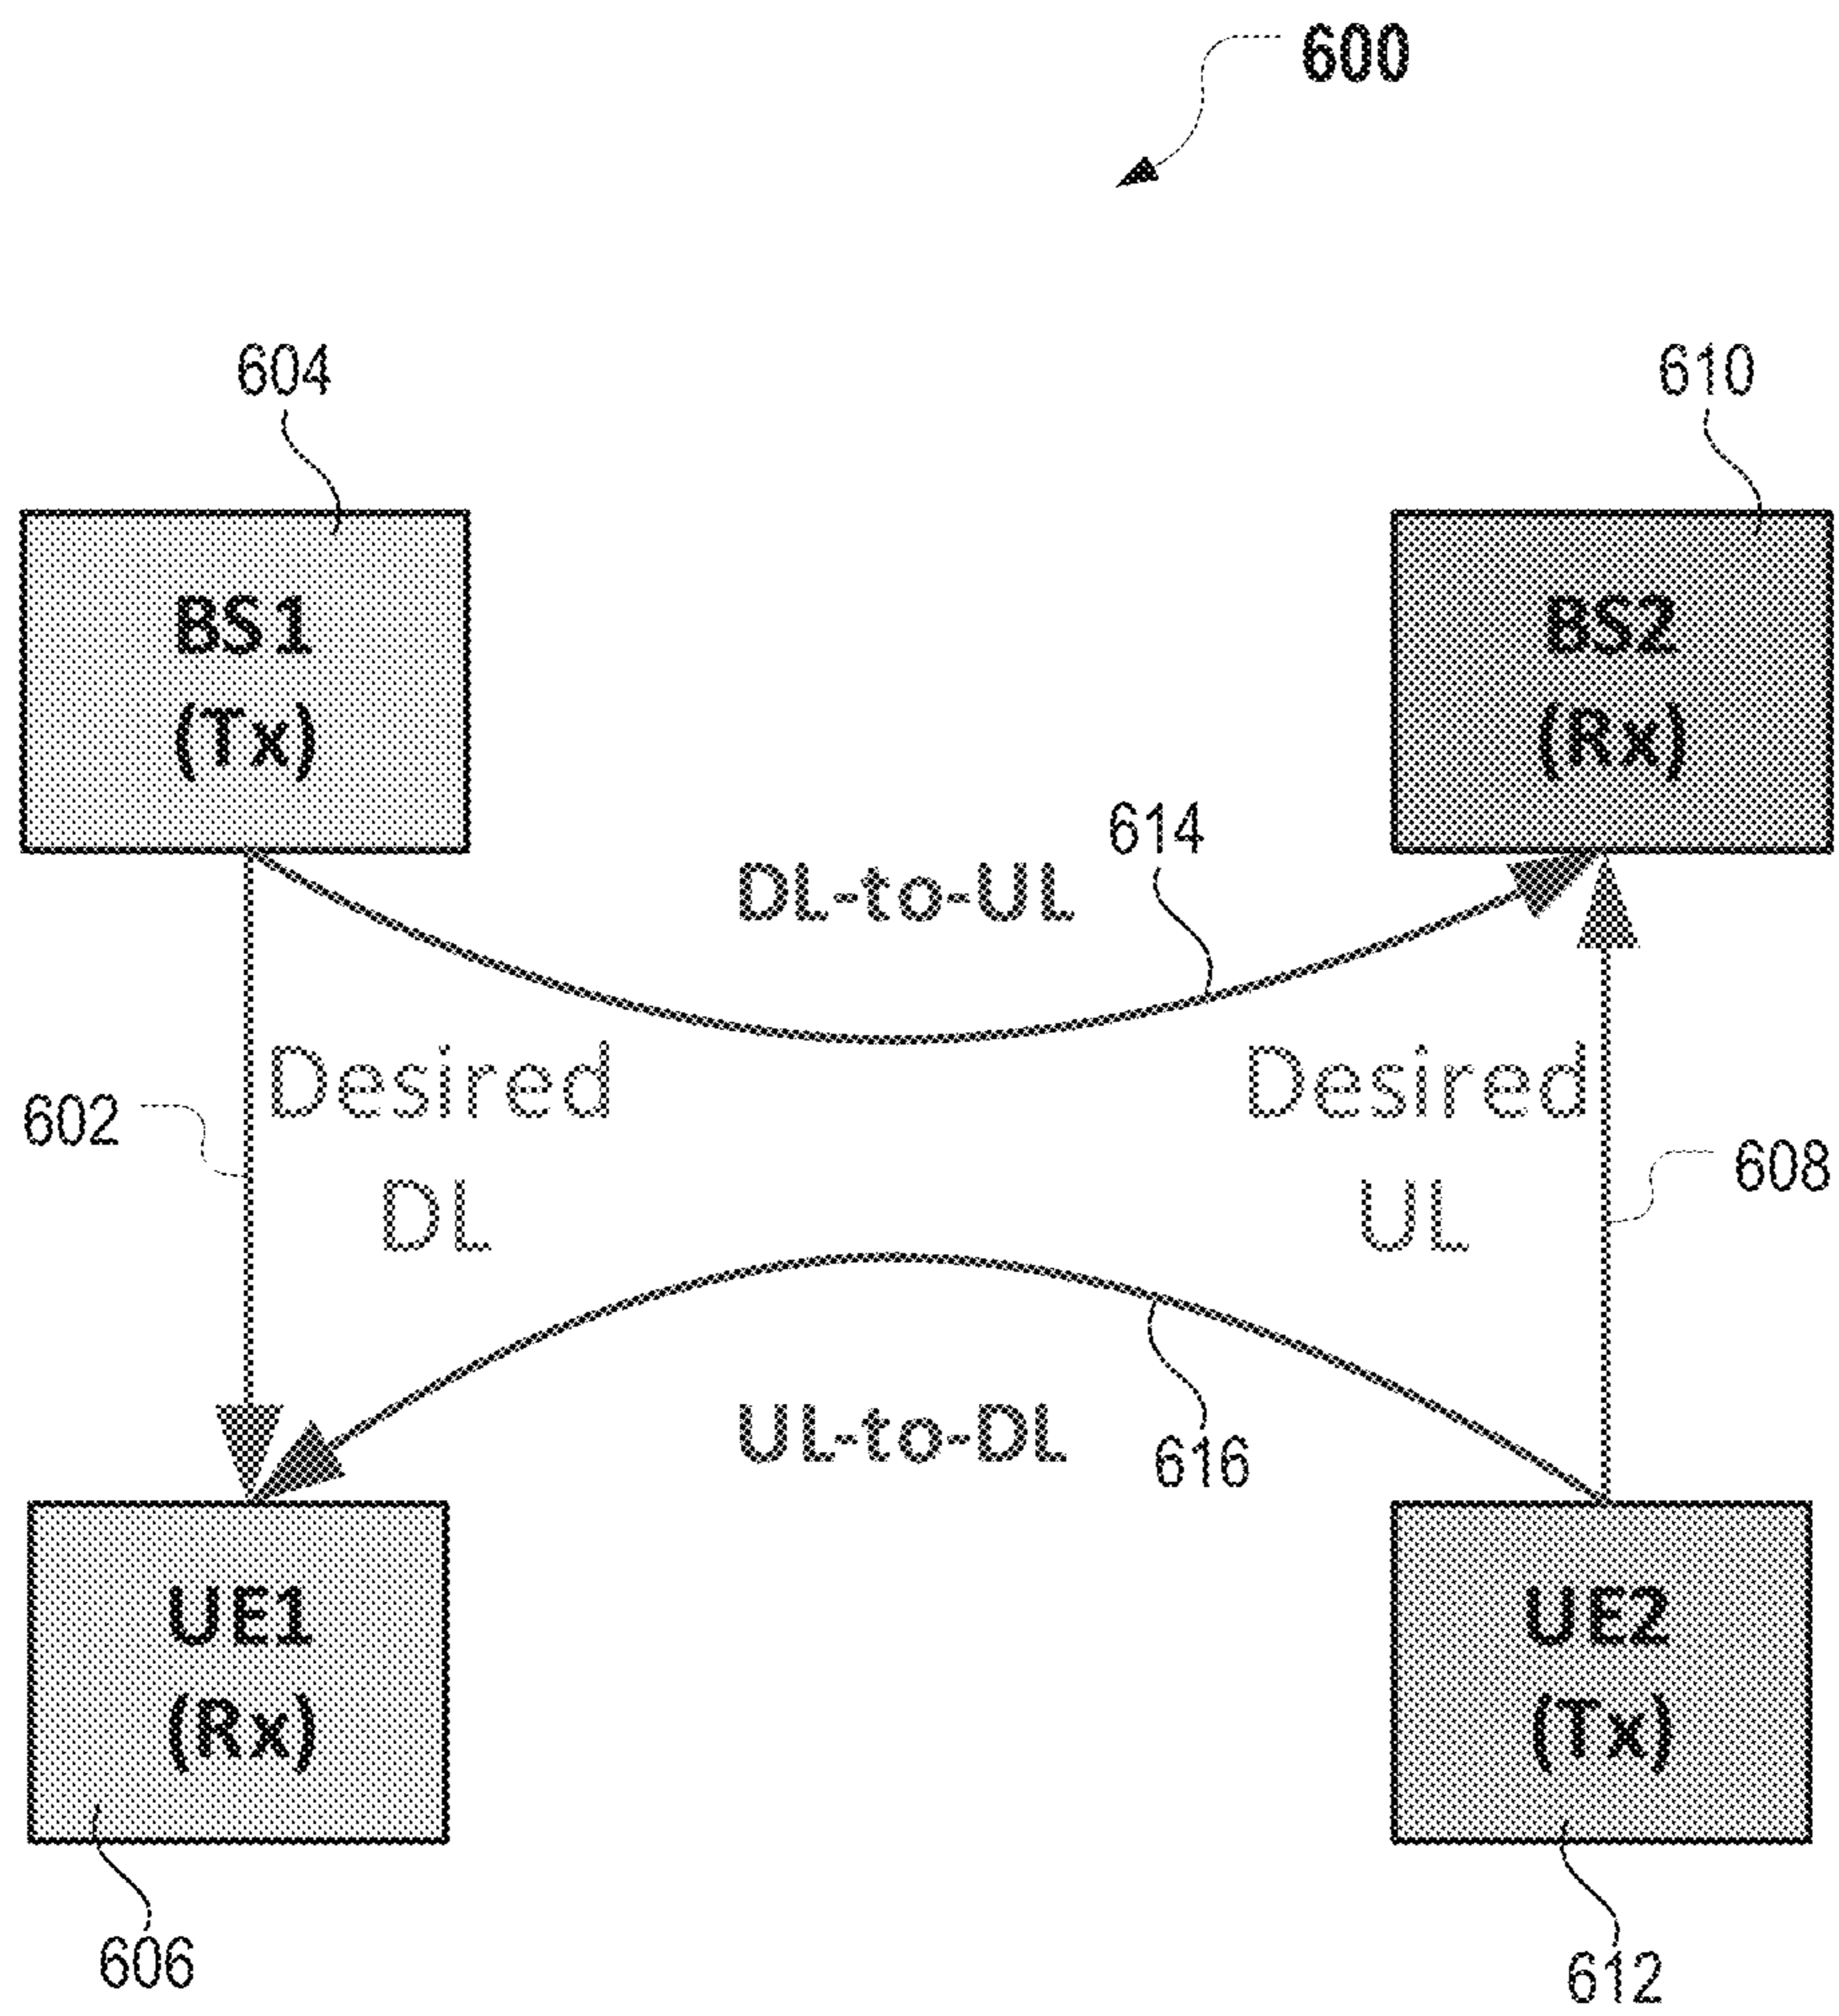 600
604
610
BS1
(Tx)
BS2
(Rx)
614
DL-to-UL
Desired
DL
Desired
UL
602
608
UL-to-DL
616
UE1
(Rx)
UE2
(Tx)
606
612